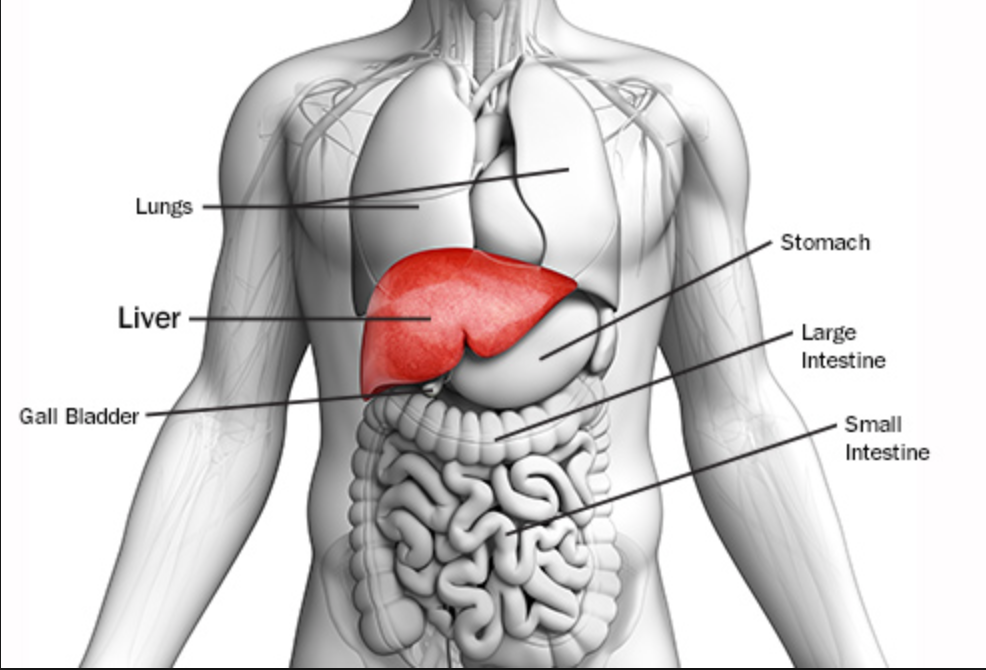 Lungs
Stomach
Liver
Large
Intestine
Gall Bladder
Small
Intestine